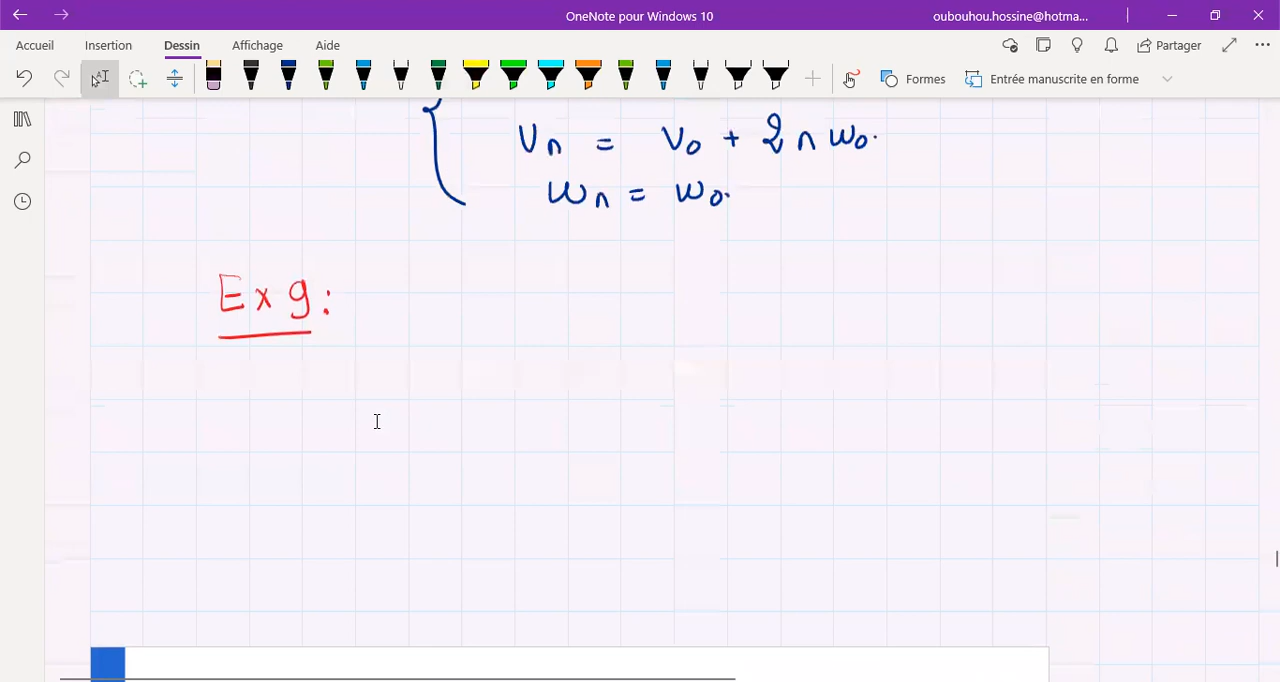 OneNote pour Windows 10
oubouhou.hossine@hotma...
Accueil Insertion Dessin Affichage Aide
Partager
Formes Entrée manuscrite en forme
Vn = V0 + 2 n w0.
wn = w0.
Ex 9: